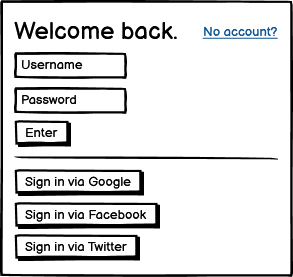 Welcome back. No account?
Username
Password
Enter
Sign in via Google
Sign in via Facebook
Sign in via Twitter